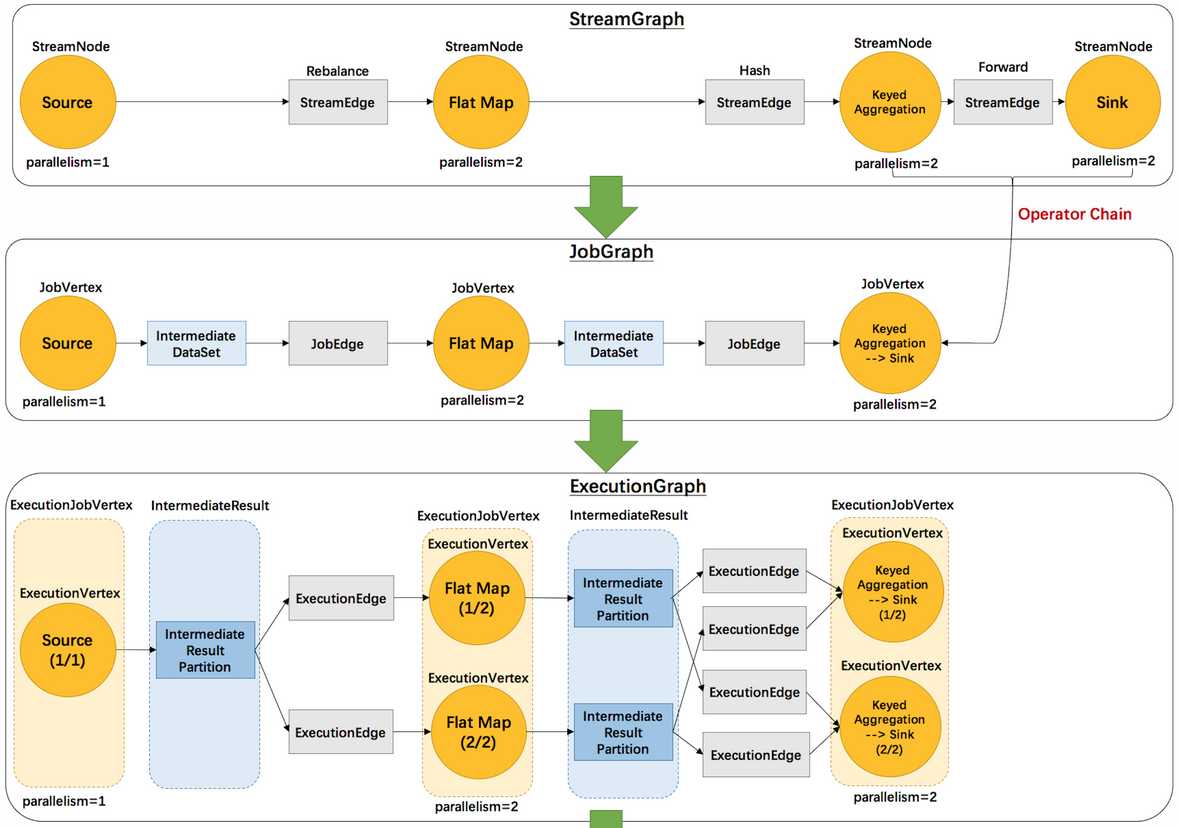 StreamGraph
StreamNode
StreamNode
StreamNode
StreamNode
Rebalance
Hash
Forward
Source
StreamEdge
Flat Map
StreamEdge
Keyed
Aggregation
StreamEdge
Sink
parallelism=1
parallelism=2
parallelism=2
parallelism=2
Operator Chain
JobGraph
JobVertex
JobVertex
JobVertex
Source
Intermediate
DataSet
JobEdge
Flat Map
Intermediate
DataSet
JobEdge
Keyed
Aggregation
--> Sink
parallelism=1
parallelism=2
parallelism=2
ExecutionGraph
ExecutionJobVertex
IntermediateResult
ExecutionJobVertex
IntermediateResult
ExecutionJobVertex
ExecutionVertex
Source
(1/1)
Intermediate
Result
Partition
ExecutionEdge
ExecutionEdge
ExecutionVertex
Flat Map
(1/2)
ExecutionVertex
Flat Map
(2/2)
Intermediate
Result
Partition
Intermediate
Result
Partition
ExecutionEdge
ExecutionEdge
ExecutionEdge
ExecutionEdge
ExecutionVertex
Keyed
Aggregation
--> Sink
(1/2)
ExecutionVertex
Keyed
Aggregation
--> Sink
(2/2)
parallelism=1
parallelism=2
parallelism=2